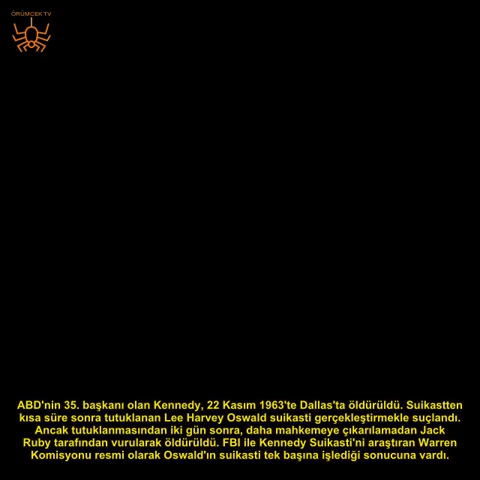 ÖRÜMCEK TV
ABD'nin 35. başkanı olan Kennedy, 22 Kasım 1963'te Dallas'ta öldürüldü. Suikastten
kısa süre sonra tutuklanan Lee Harvey Oswald suikasti gerçekleştirmekle suçlandı.
Ancak tutuklanmasından iki gün sonra, daha mahkemeye çıkarılamadan Jack
Ruby tarafından vurularak öldürüldü. FBI ile Kennedy Suikasti'ni araştıran Warren
Komisyonu resmi olarak Oswald'ın suikasti tek başına işlediği sonucuna vardı.